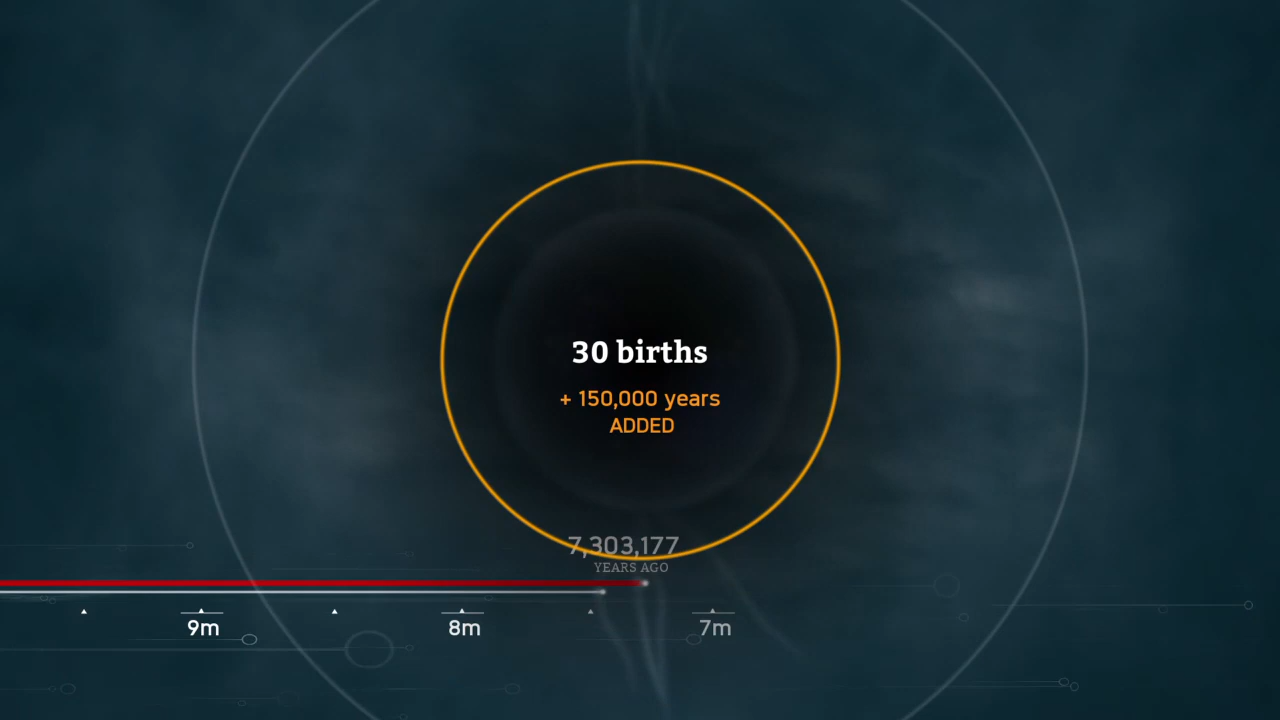 30 births
+ 150,000 years
ADDED
7,303,177
YEARS AGO
9m
8m
7m